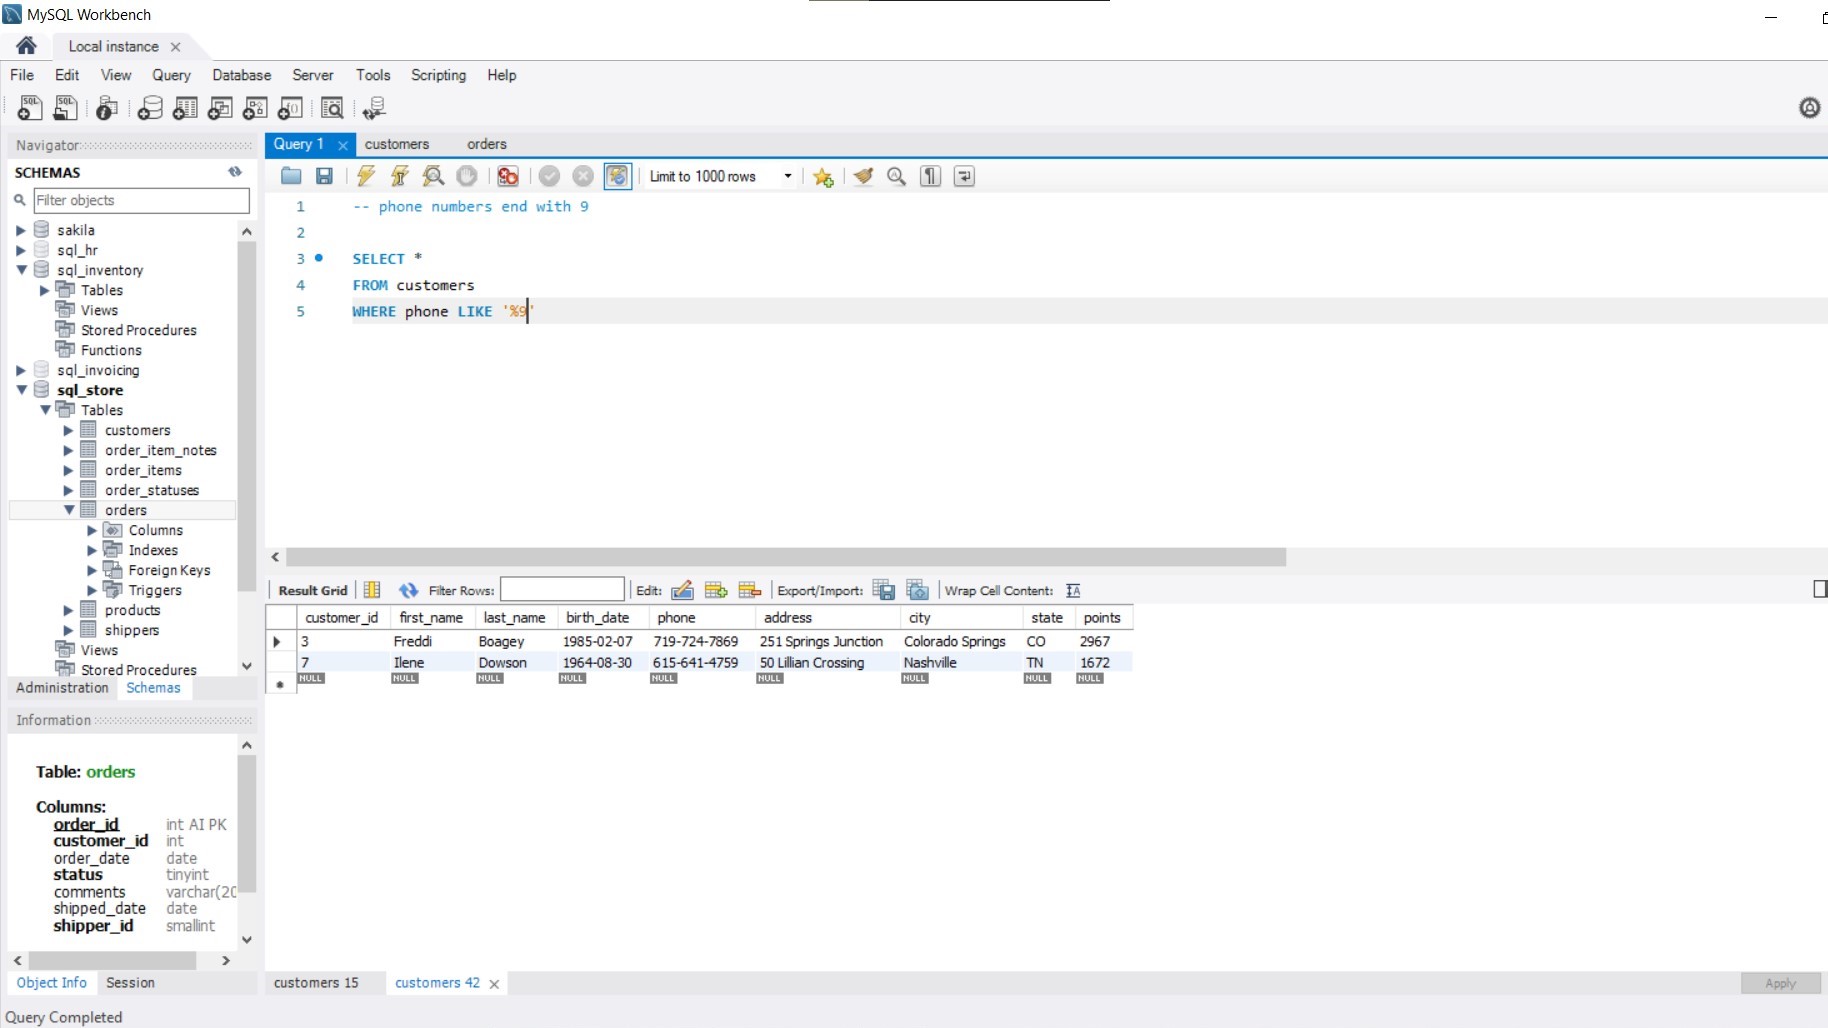 MySQL Workbench
Local instance
File Edit View Query Database Server Tools Scripting Help
Navigator
SCHEMAS
Filter objects
sakila
sql_hr
sql_inventory
Tables
Views
Stored Procedures
Functions
sql_invoicing
sql_store
Tables
customers
order_item_notes
order_items
order_statuses
orders
Columns
Indexes
Foreign Keys
Triggers
products
shippers
Views
Stored Procedures
Administration Schemas
Information
Table: orders
Columns:
order_id int AI PK
customer_id int
order_date date
status tinyint
comments varchar(20
shipped_date date
shipper_id smallint
Object Info Session
Query Completed
Query 1 customers orders
Limit to 1000 rows
1 -- phone numbers end with 9
2
3 SELECT *
4 FROM customers
5 WHERE phone LIKE '%9'
Result Grid Filter Rows: Edit: Export/Import: Wrap Cell Content:
customer_id first_name last_name birth_date phone address city state points
3 Freddi Boagey 1985-02-07 719-724-7869 251 Springs Junction Colorado Springs CO 2967
7 Ilene Dowson 1964-08-30 615-641-4759 50 Lillian Crossing Nashville TN 1672
NULL NULL NULL NULL NULL NULL NULL NULL NULL
customers 15 customers 42
Apply